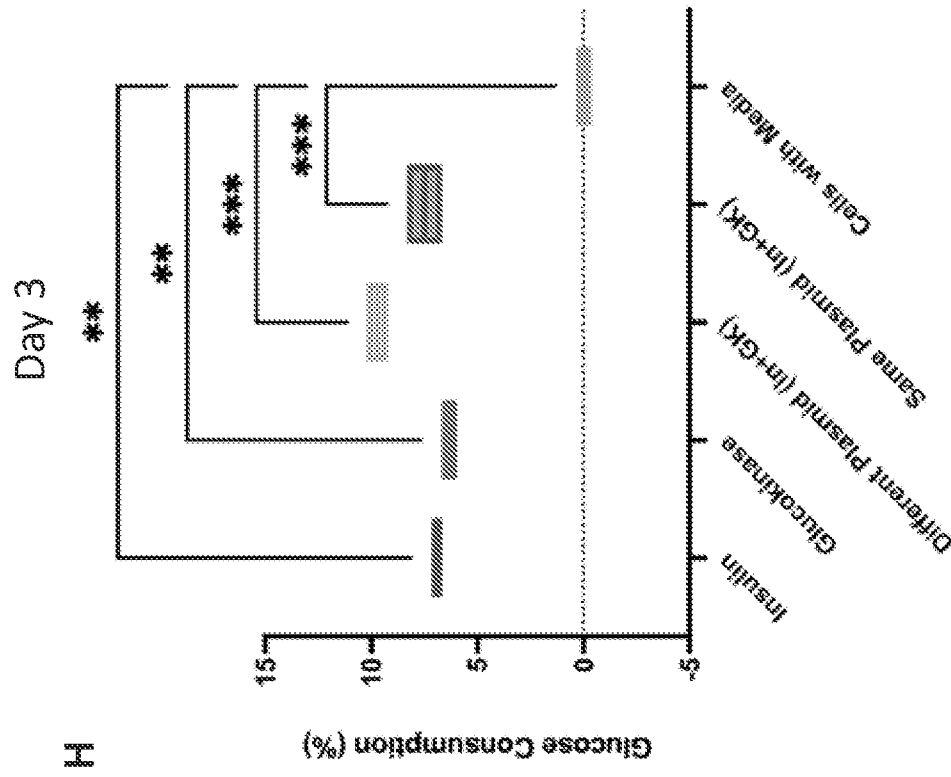 H
Day 3
**
**
***
***
Glucose Consumption (%)
15
10
5
0
-5
Insulin
Glucokinase
Different Plasmid (In+GK)
Same Plasmid (In+GK)
Cells with Media